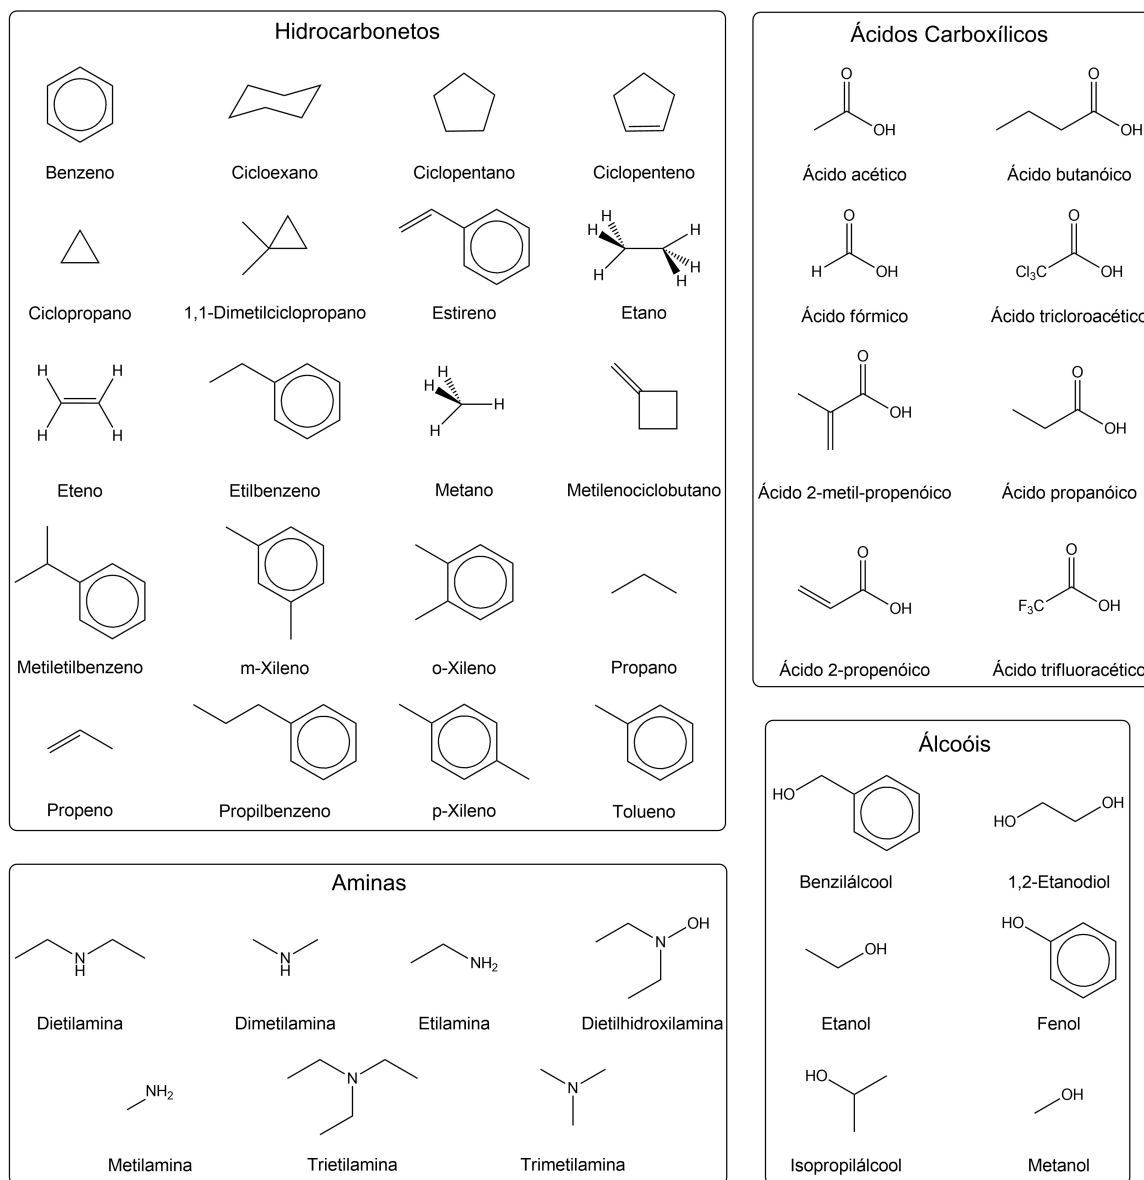 Hidrocarbonetos
Benzeno
Cicloexano
Ciclopentano
Ciclopenteno
H
H
H
H
H
H
Ciclopropano
1,1-Dimetilciclopropano
Estireno
Etano
H
H
H
H
H
H
H
H
Eteno
Etilbenzeno
Metano
Metilenociclobutano
Metiletilbenzeno
m-Xileno
o-Xileno
Propano
Propeno
Propilbenzeno
p-Xileno
Tolueno
Ácidos Carboxílicos
O
OH
O
OH
Ácido acético
Ácido butanóico
O
H
OH
O
Cl₃C
OH
Ácido fórmico
Ácido tricloroacético
O
OH
O
OH
Ácido 2-metil-propenóico
Ácido propanóico
O
OH
O
F₃C
OH
Ácido 2-propenóico
Ácido trifluoracético
Álcoóis
HO
HO
OH
Benzilálcool
1,2-Etanodiol
OH
HO
Etanol
Fenol
HO
OH
Isopropilálcool
Metanol
Aminas
N
H
N
H
NH₂
N
OH
Dietilamina
Dimetilamina
Etilamina
Dietilhidroxilamina
NH₂
N
N
Metilamina
Trietilamina
Trimetilamina